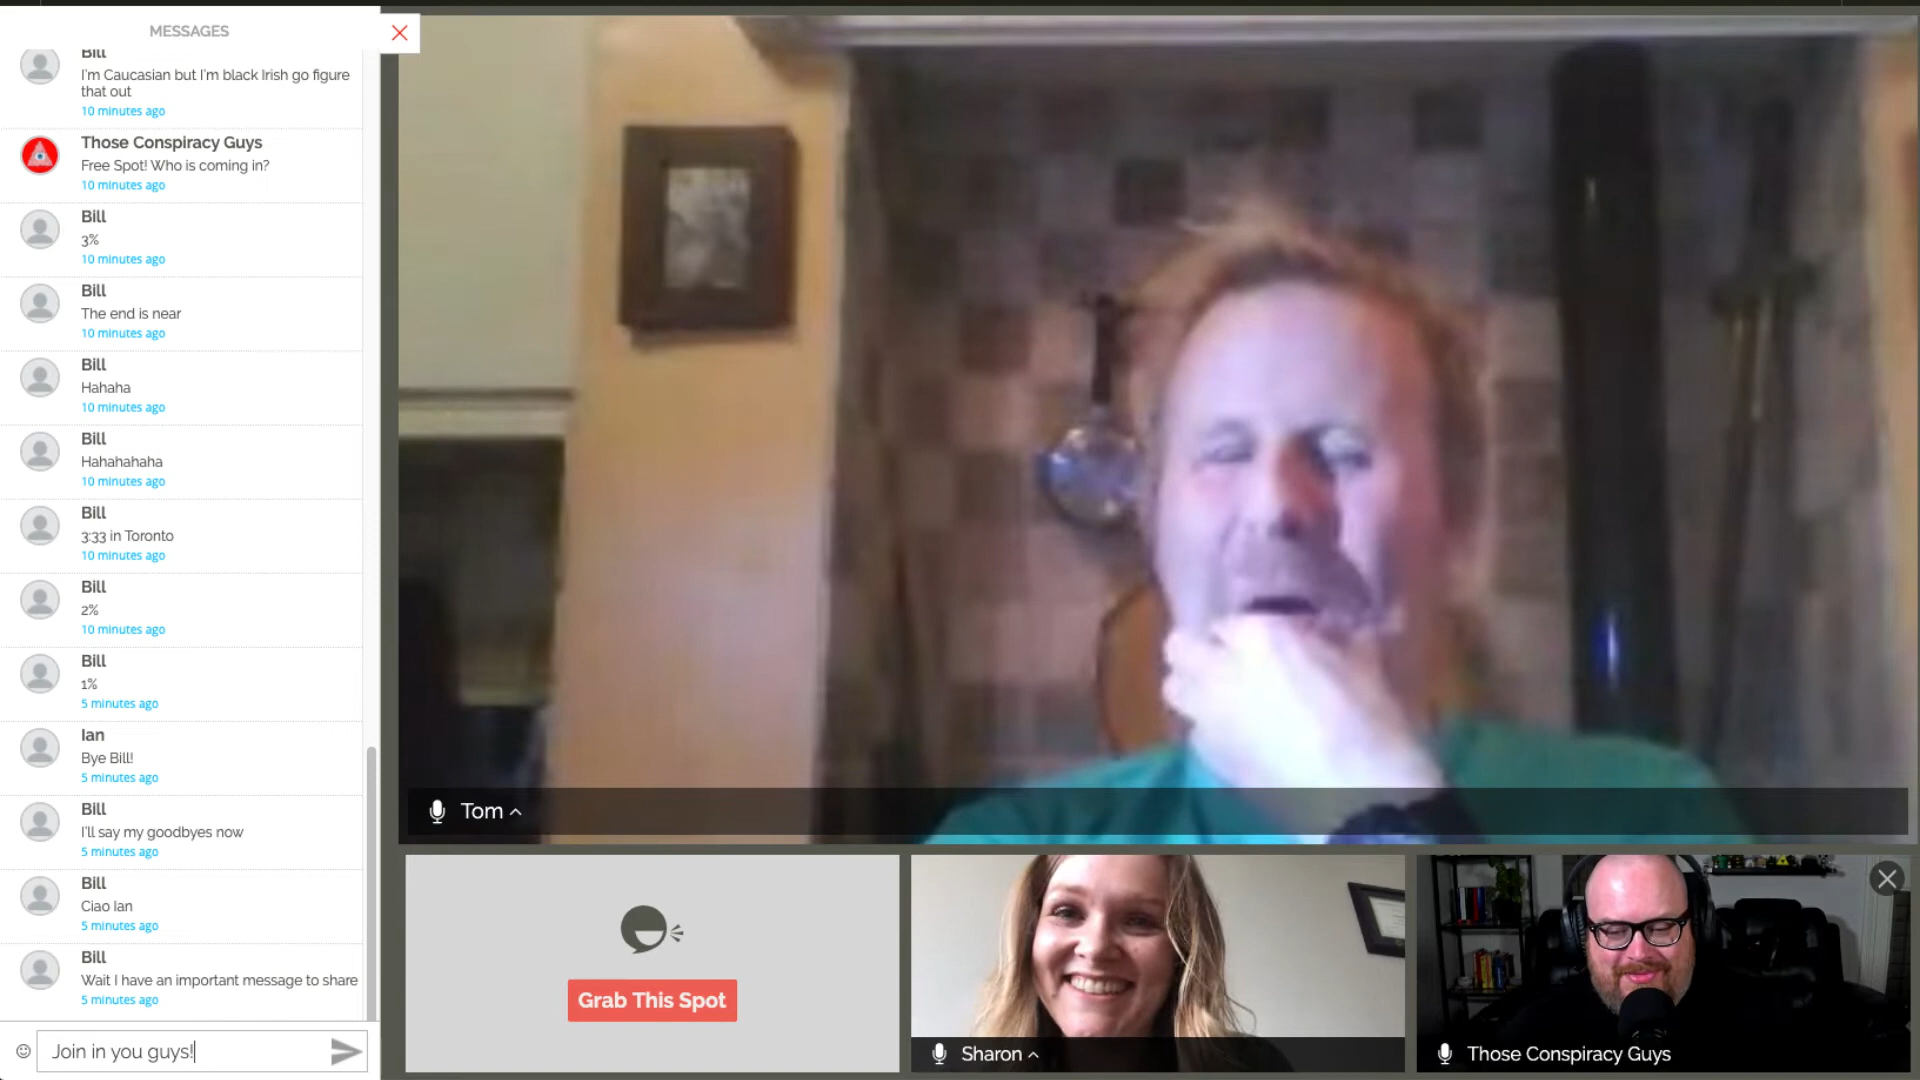 MESSAGES
Bill
I'm Caucasian but I'm black Irish go figure
that out
10 minutes ago
Those Conspiracy Guys
Free Spot! Who is coming in?
10 minutes ago
Bill
3%
10 minutes ago
Bill
The end is near
10 minutes ago
Bill
Hahaha
10 minutes ago
Bill
Hahahahaha
10 minutes ago
Bill
3:33 in Toronto
10 minutes ago
Bill
2%
10 minutes ago
Bill
1%
5 minutes ago
Ian
Bye Bill!
5 minutes ago
Bill
I'll say my goodbyes now
5 minutes ago
Bill
Ciao Ian
5 minutes ago
Bill
Wait I have an important message to share
5 minutes ago
Join in you guys!
Tom
Grab This Spot
Sharon
Those Conspiracy Guys